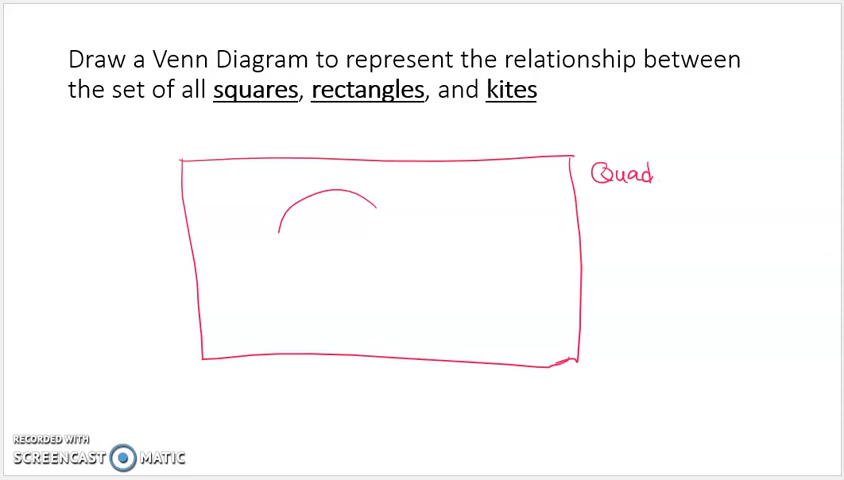 Draw a Venn Diagram to represent the relationship between
the set of all squares, rectangles, and kites
Quad
RECORDED WITH
SCREENCAST MATIC